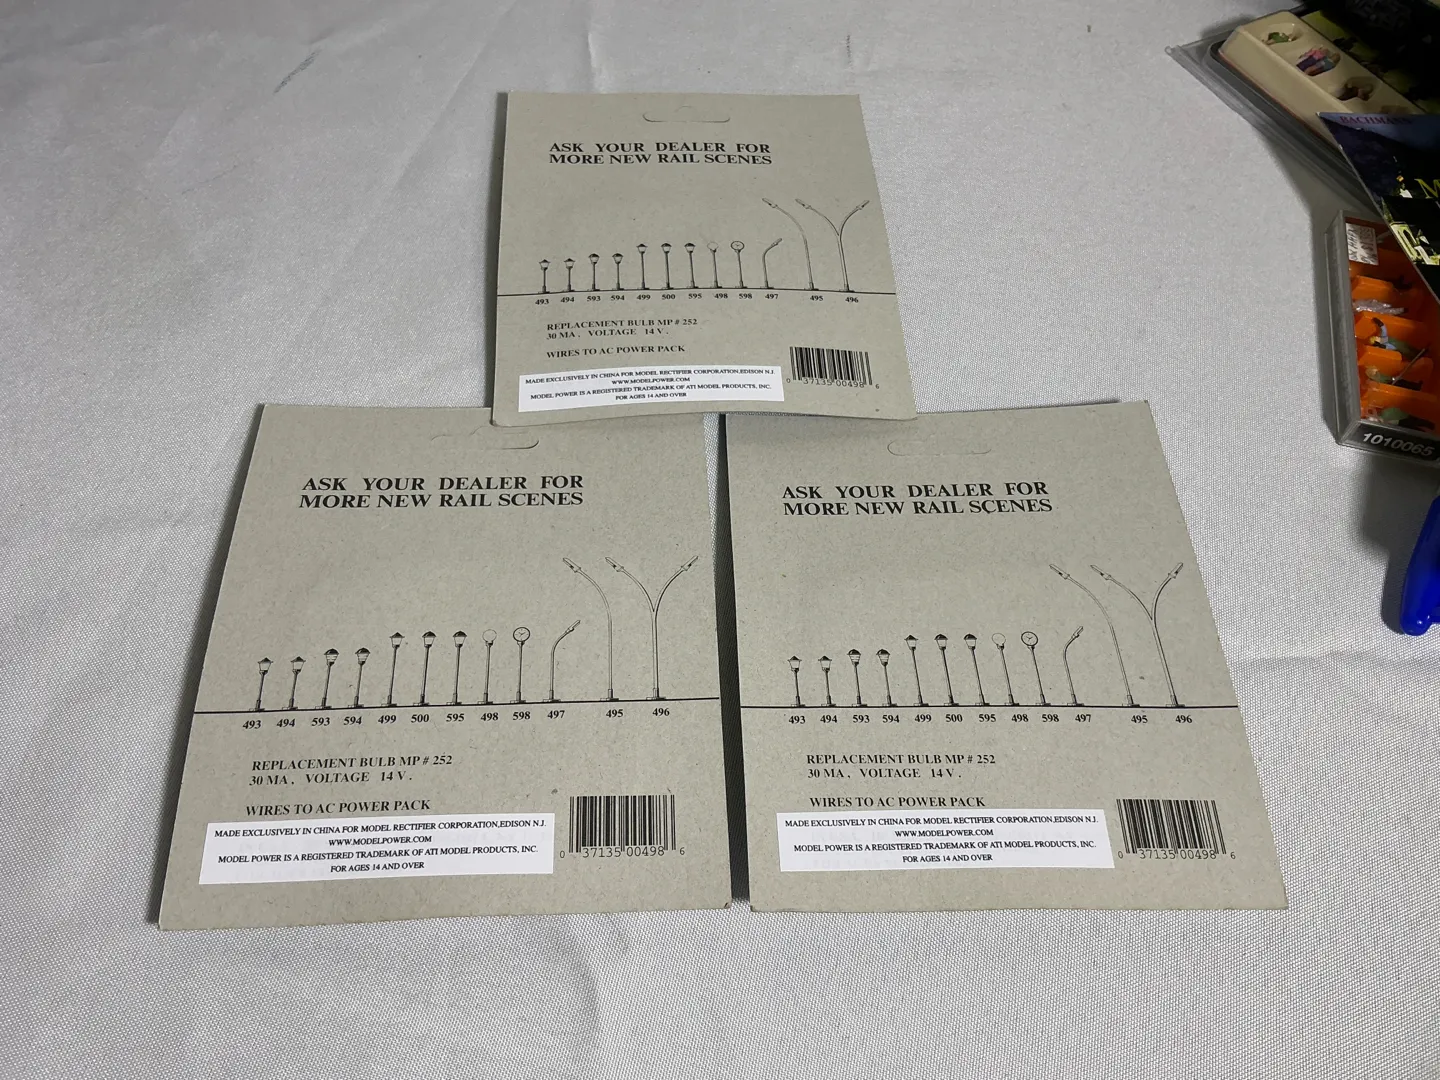 ASK YOUR DEALER FOR
MORE NEW RAIL SCENES
493 494 593 594 499 500 595 498 598 497 495 496
REPLACEMENT BULB MP # 252
30 MA , VOLTAGE 14 V .
WIRES TO AC POWER PACK
MADE EXCLUSIVELY IN CHINA FOR MODEL RECTIFIER CORPORATION,EDISON N.J.
WWW.MODELPOWER.COM
MODEL POWER IS A REGISTERED TRADEMARK OF ATI MODEL PRODUCTS, INC.
FOR AGES 14 AND OVER
0 37135 00498 6
ASK YOUR DEALER FOR
MORE NEW RAIL SCENES
493 494 593 594 499 500 595 498 598 497 495 496
REPLACEMENT BULB MP # 252
30 MA , VOLTAGE 14 V .
WIRES TO AC POWER PACK
MADE EXCLUSIVELY IN CHINA FOR MODEL RECTIFIER CORPORATION,EDISON N.J.
WWW.MODELPOWER.COM
MODEL POWER IS A REGISTERED TRADEMARK OF ATI MODEL PRODUCTS, INC.
FOR AGES 14 AND OVER
0 37135 00498 6
ASK YOUR DEALER FOR
MORE NEW RAIL SCENES
493 494 593 594 499 500 595 498 598 497 495 496
REPLACEMENT BULB MP # 252
30 MA , VOLTAGE 14 V .
WIRES TO AC POWER PACK
MADE EXCLUSIVELY IN CHINA FOR MODEL RECTIFIER CORPORATION,EDISON N.J.
WWW.MODELPOWER.COM
MODEL POWER IS A REGISTERED TRADEMARK OF ATI MODEL PRODUCTS, INC.
FOR AGES 14 AND OVER
0 37135 00498 6
BACHMANN
1010065